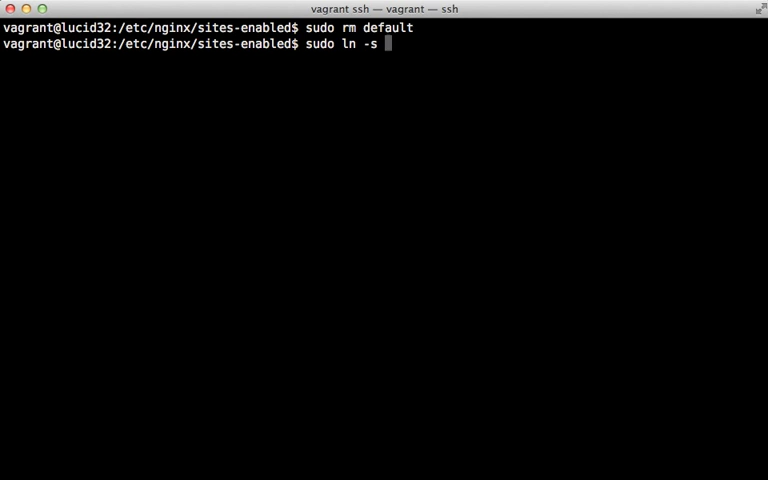 vagrant ssh — vagrant — ssh
vagrant@lucid32:/etc/nginx/sites-enabled$ sudo rm default
vagrant@lucid32:/etc/nginx/sites-enabled$ sudo ln -s